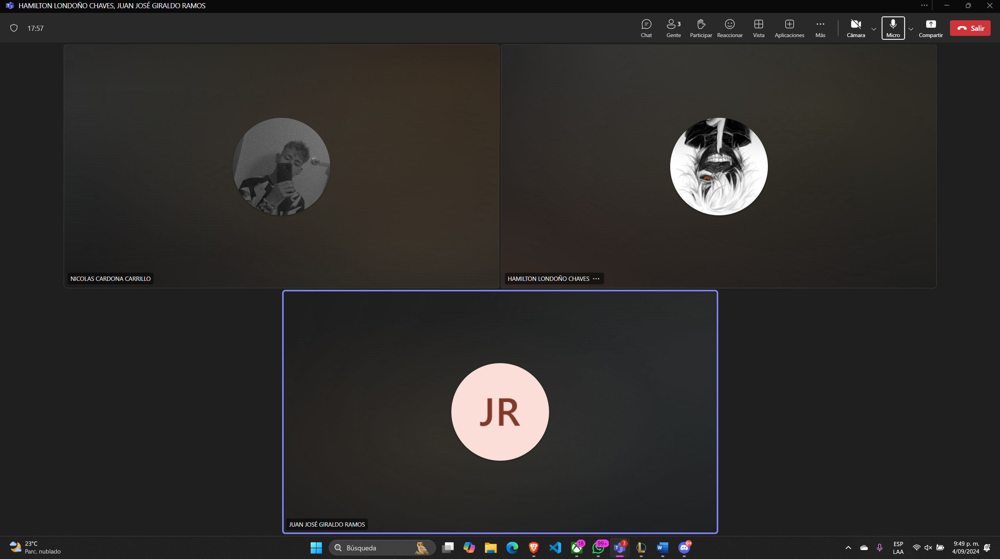 HAMILTON LONDOÑO CHAVES, JUAN JOSÉ GIRALDO RAMOS
17:57
3
Chat
Gente
Participar
Reaccionar
Vista
Aplicaciones
Más
Cámara
Micro
Compartir
Salir
NICOLAS CARDONA CARRILLO
HAMILTON LONDOÑO CHAVES
JR
JUAN JOSÉ GIRALDO RAMOS
23°C
Parc. nublado
Búsqueda
18
99+
3
9+
ESP
LAA
9:49 p. m.
4/09/2024